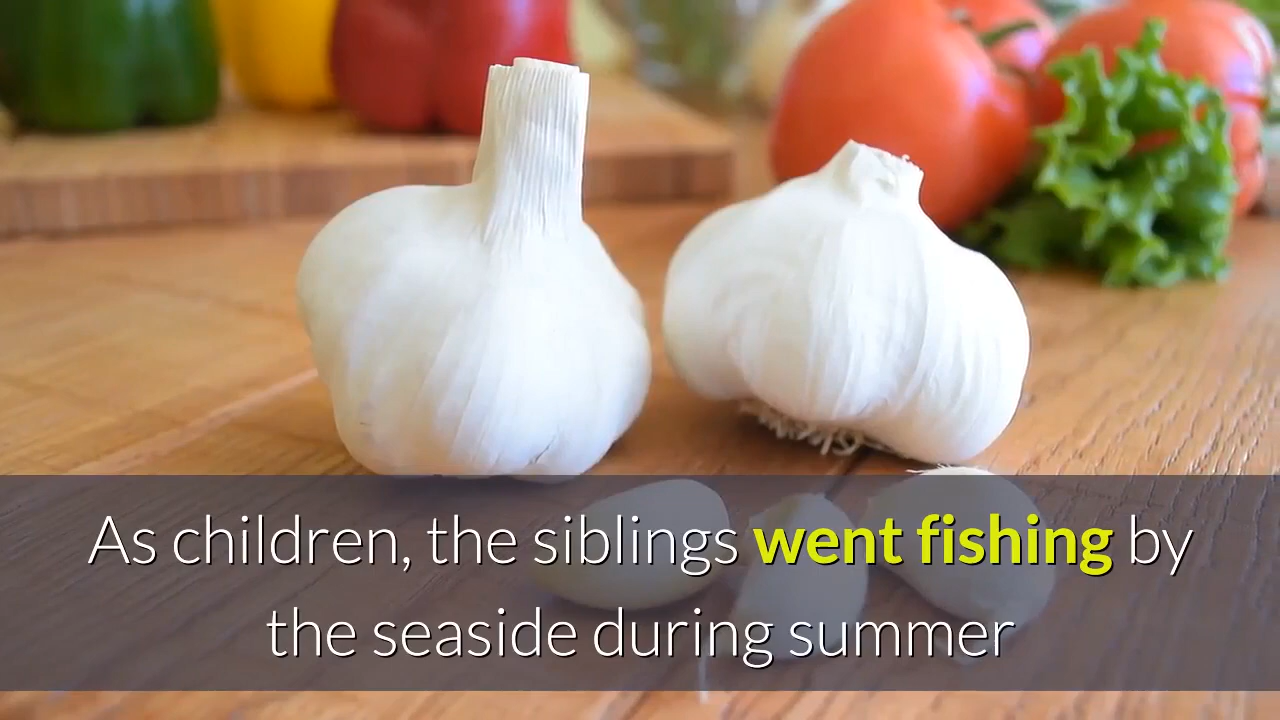 As children, the siblings went fishing by
the seaside during summer